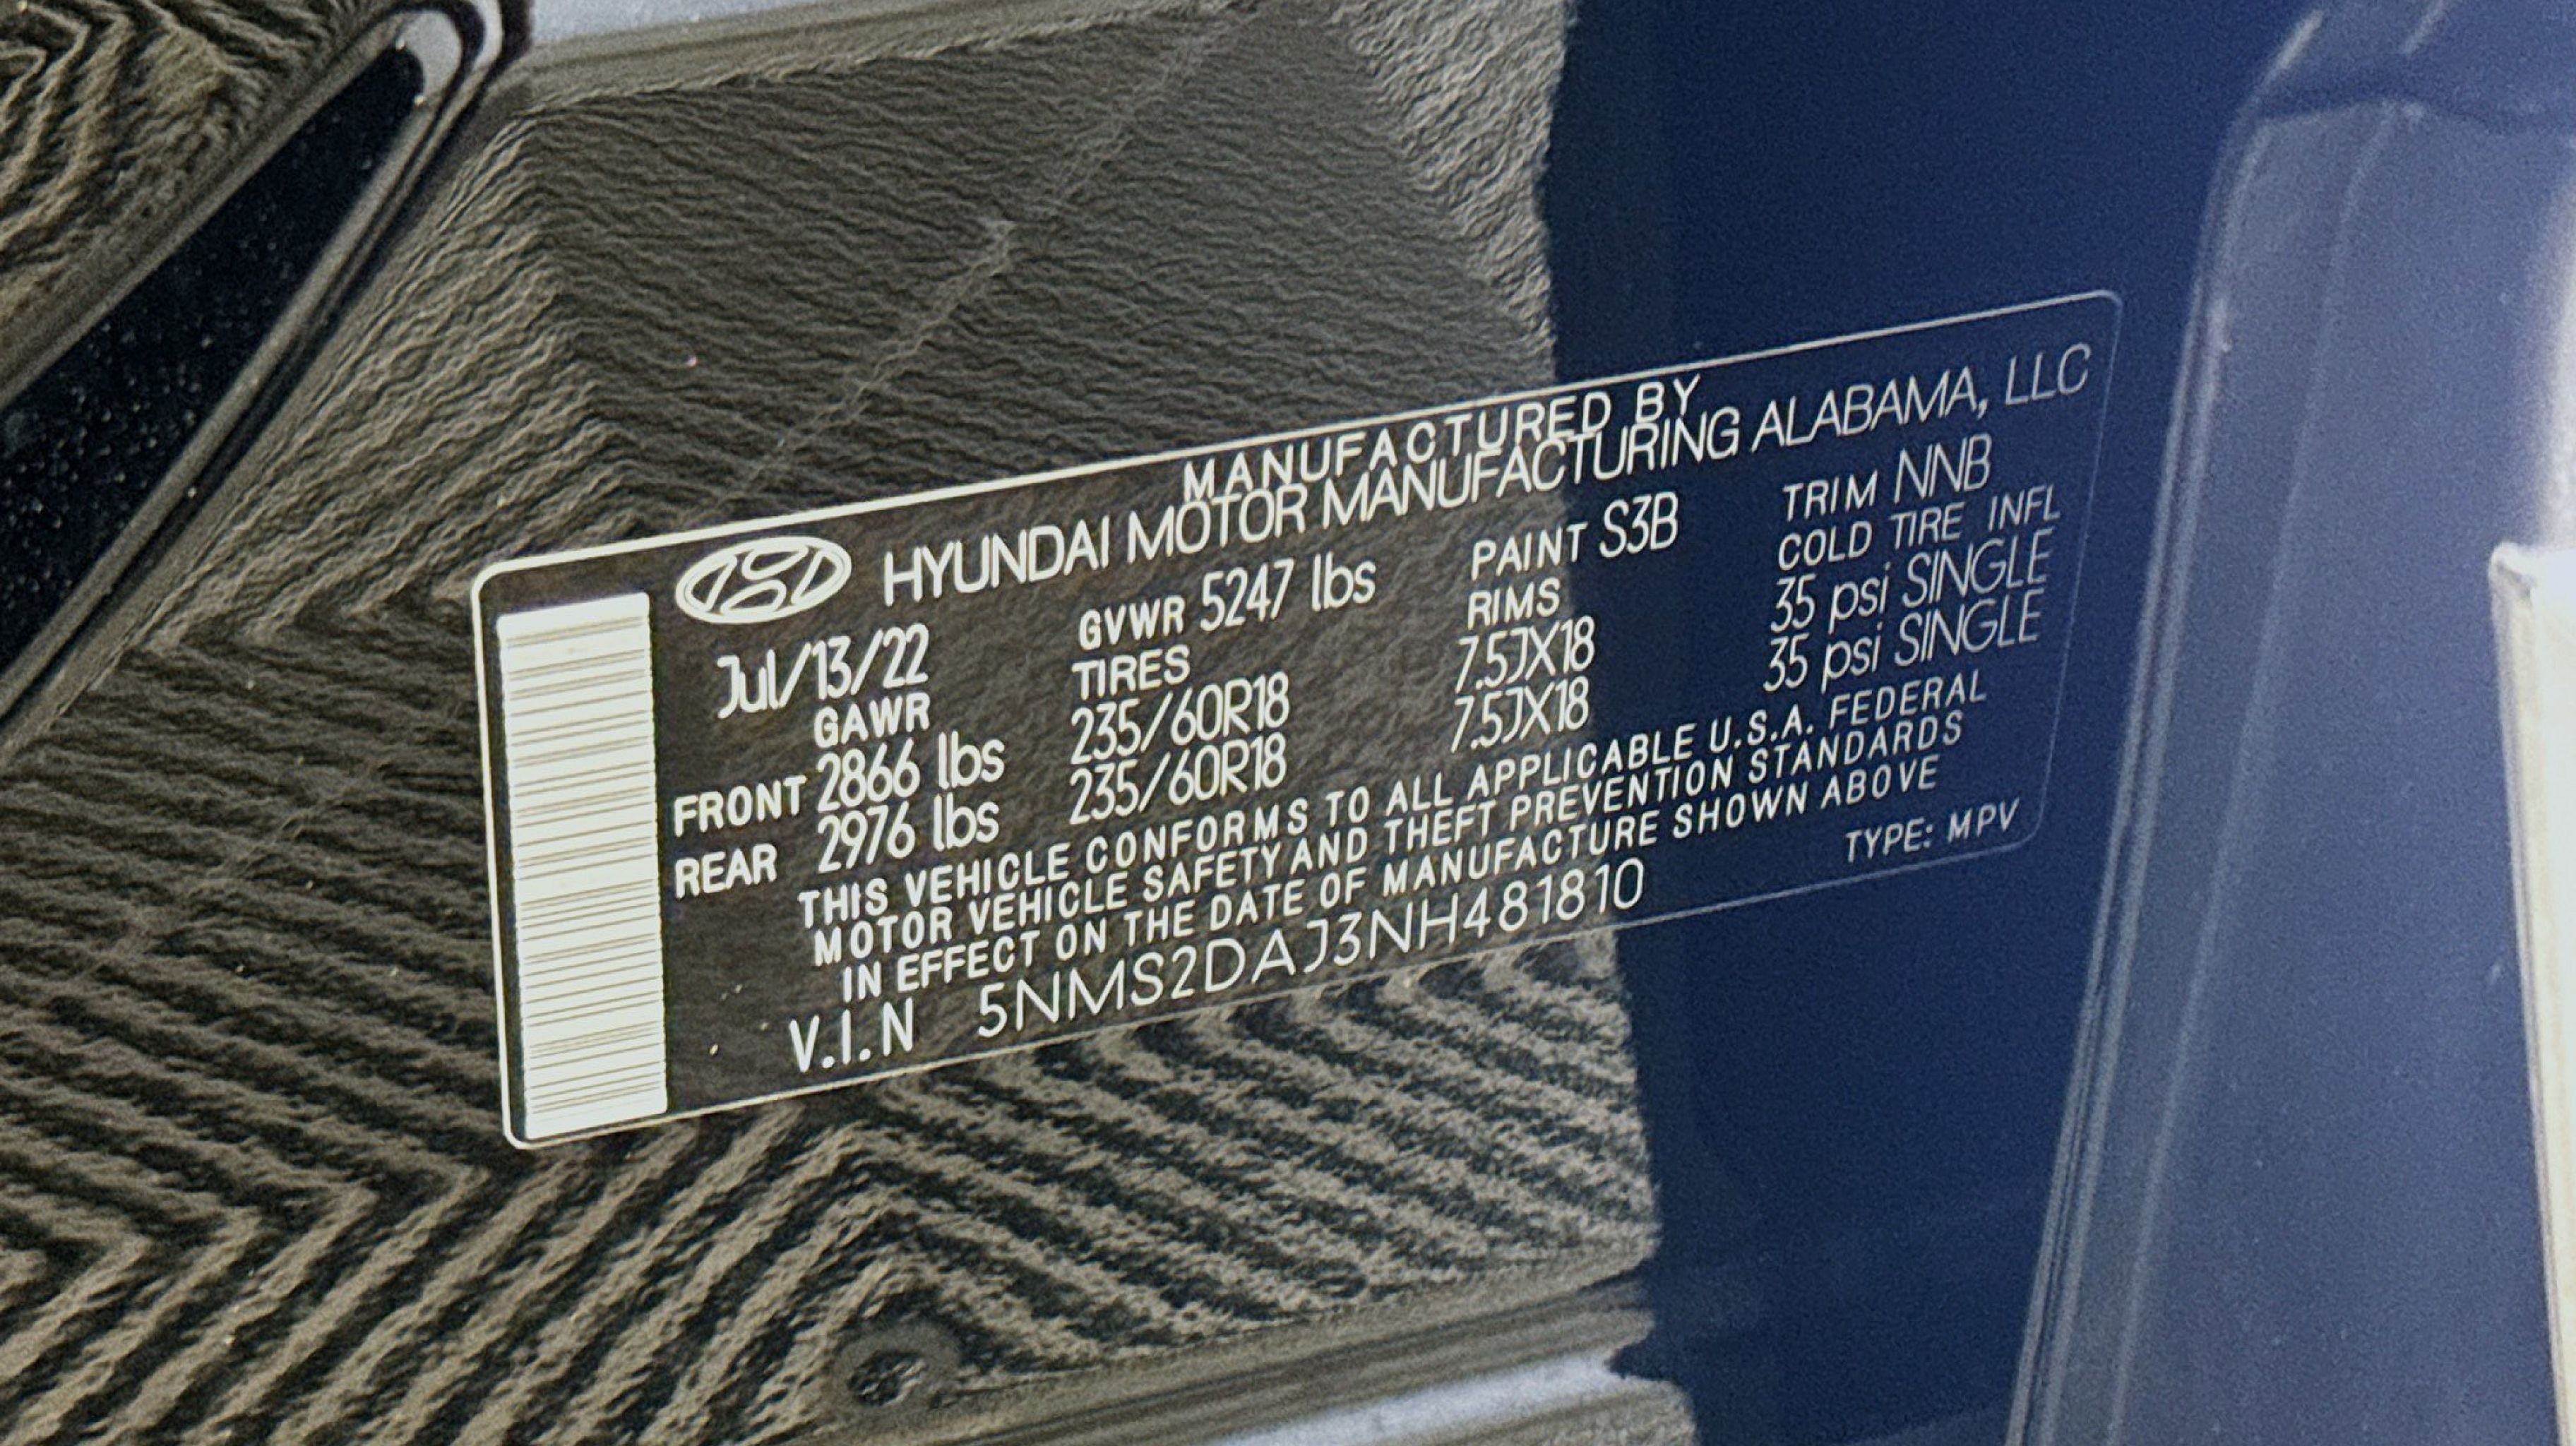 MANUFACTURED BY
HYUNDAI MOTOR MANUFACTURING ALABAMA, LLC
Jul/13/22 GVWR 5247 lbs PAINT S3B TRIM NNB
GAWR TIRES RIMS COLD TIRE INFL
FRONT 2866 lbs 235/60R18 7.5JX18 35 psi SINGLE
REAR 2976 lbs 235/60R18 7.5JX18 35 psi SINGLE
THIS VEHICLE CONFORMS TO ALL APPLICABLE U.S.A. FEDERAL
MOTOR VEHICLE SAFETY AND THEFT PREVENTION STANDARDS
IN EFFECT ON THE DATE OF MANUFACTURE SHOWN ABOVE
V.I.N 5NMS2DAJ3NH481810 TYPE: MPV